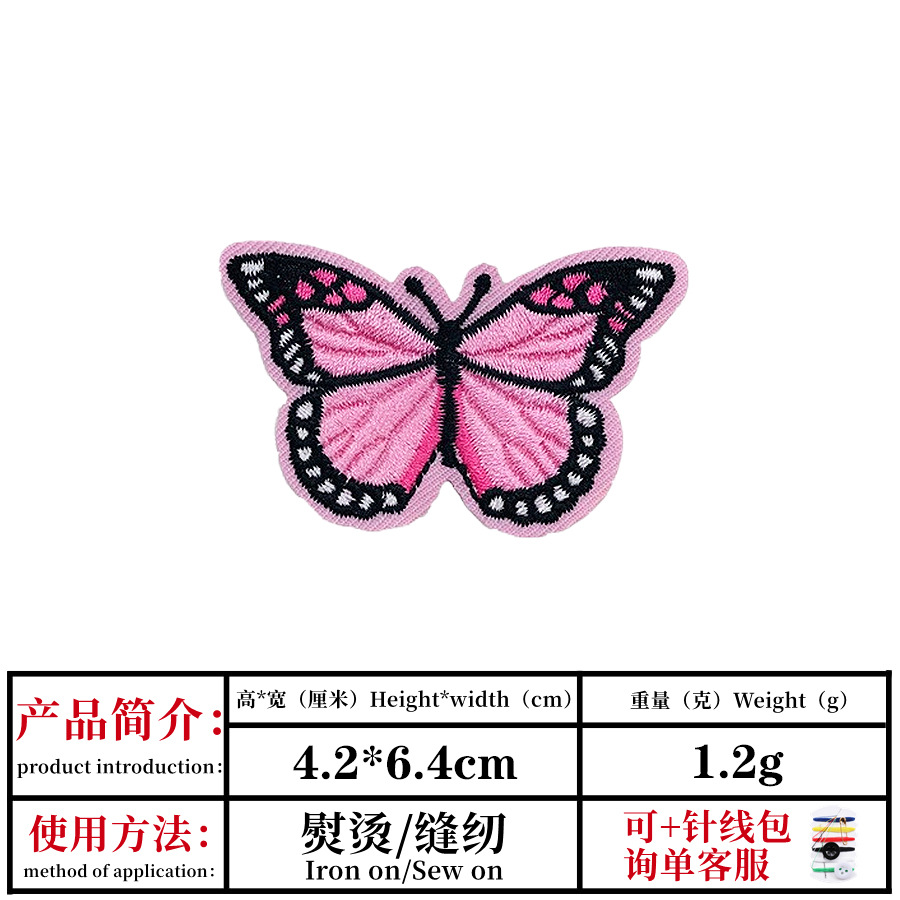 产品简介：
product introduction：
高*宽（厘米）Height*width（cm）
重量（克）Weight（g）
4.2*6.4cm
1.2g
使用方法：
method of application：
熨烫/缝纫
Iron on/Sew on
可+针线包
询单客服